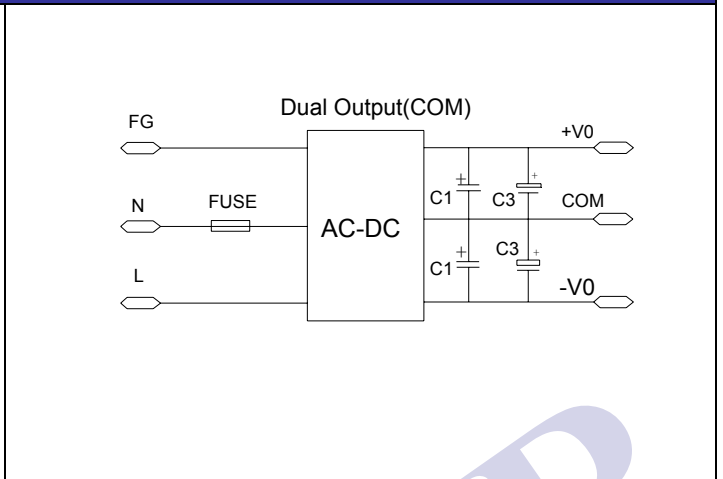 Dual Output(COM)
FG
+V0
C1
C3
N
FUSE
COM
AC-DC
C3
C1
L
-V0